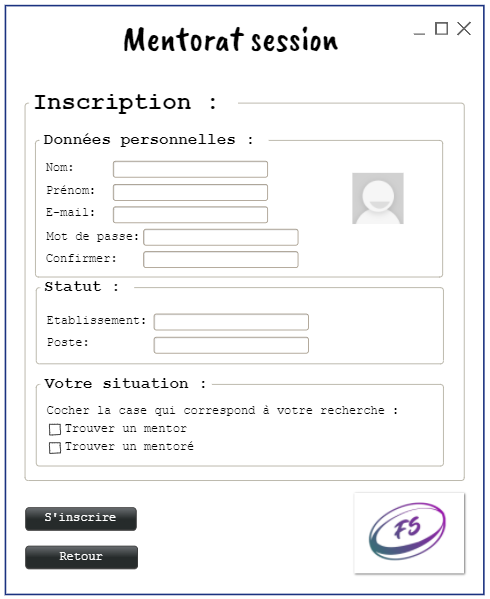 Mentorat session
Inscription :
Données personnelles :
Nom:
Prénom:
E-mail:
Mot de passe:
Confirmer:
Statut :
Etablissement:
Poste:
Votre situation :
Cocher la case qui correspond à votre recherche :
Trouver un mentor
Trouver un mentoré
S'inscrire
Retour
FS